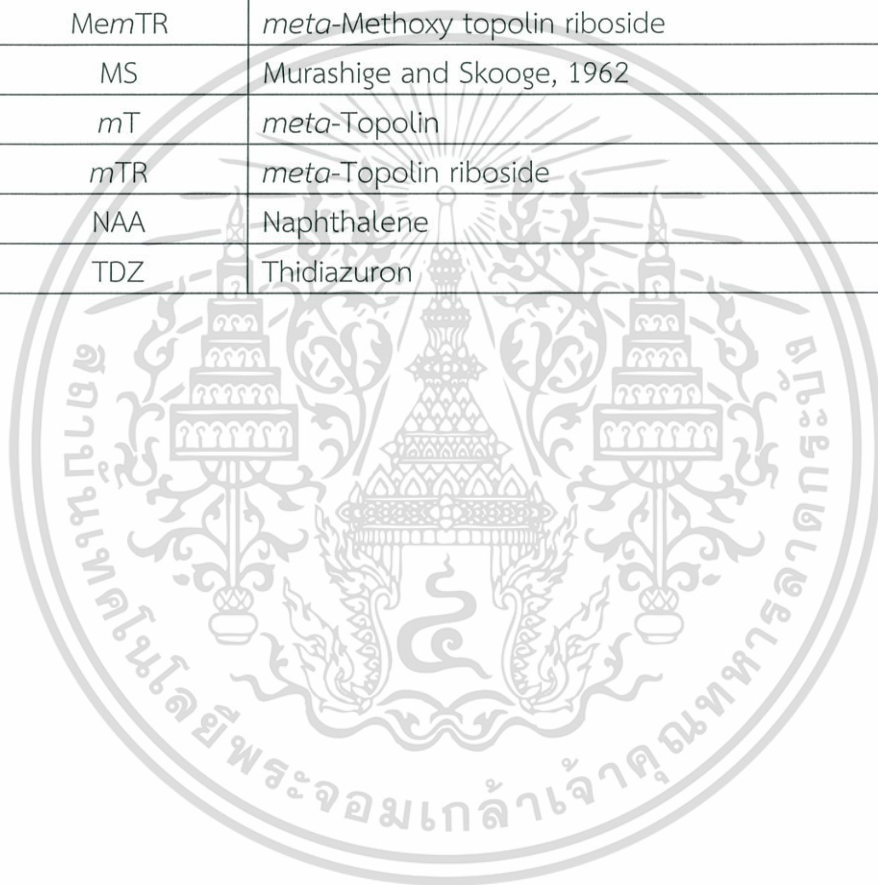 MemTR meta-Methoxy topolin riboside
MS Murashige and Skooge, 1962
mT meta-Topolin
mTR meta-Topolin riboside
NAA Naphthalene
TDZ Thidiazuron
สถาบันเทคโนโลยีพระจอมเกล้าเจ้าคุณทหารลาดกระบัง